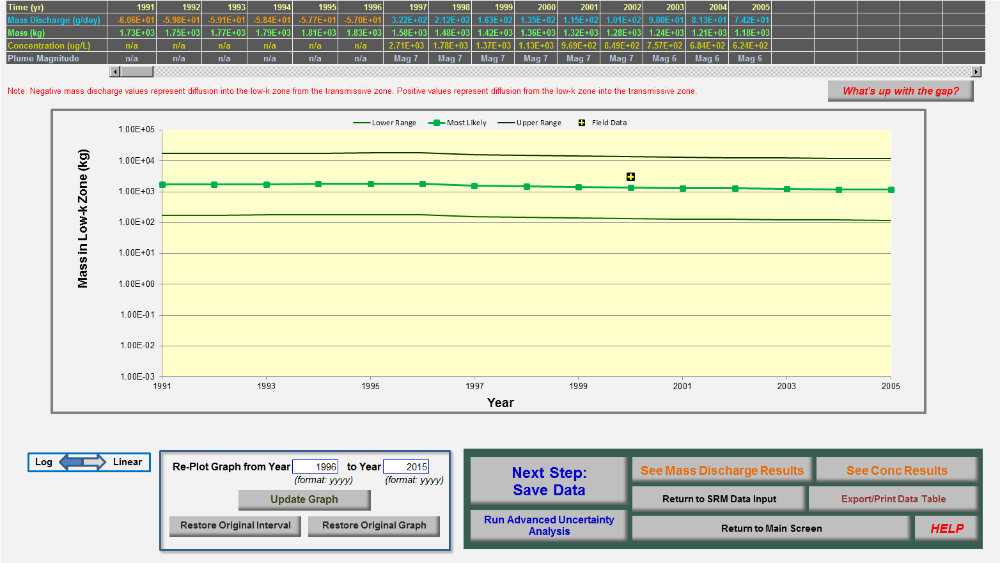 Time (yr) 1991 1992 1993 1994 1995 1996 1997 1998 1999 2000 2001 2002 2003 2004 2005
Mass Discharge (g/day) -6.06E+01 -5.98E+01 -5.91E+01 -5.84E+01 -5.77E+01 -5.70E+01 3.22E+02 2.12E+02 1.63E+02 1.35E+02 1.15E+02 1.01E+02 9.00E+01 8.13E+01 7.42E+01
Mass (kg) 1.73E+03 1.75E+03 1.77E+03 1.79E+03 1.81E+03 1.83E+03 1.58E+03 1.48E+03 1.42E+03 1.36E+03 1.32E+03 1.28E+03 1.24E+03 1.21E+03 1.18E+03
Concentration (ug/L) n/a n/a n/a n/a n/a n/a 2.71E+03 1.78E+03 1.37E+03 1.13E+03 9.69E+02 8.49E+02 7.57E+02 6.84E+02 6.24E+02
Plume Magnitude n/a n/a n/a n/a n/a n/a Mag 7 Mag 7 Mag 7 Mag 7 Mag 7 Mag 7 Mag 6 Mag 6 Mag 6
Note: Negative mass discharge values represent diffusion into the low-k zone from the transmissive zone. Positive values represent diffusion from the low-k zone into the transmissive zone.
What's up with the gap?
Lower Range Most Likely Upper Range Field Data
Mass in Low-k Zone (kg)
1.00E+05
1.00E+04
1.00E+03
1.00E+02
1.00E+01
1.00E+00
1.00E-01
1.00E-02
1.00E-03
1991 1993 1995 1997 1999 2001 2003 2005
Year
Log Linear
Re-Plot Graph from Year 1996 to Year 2015
(format: yyyy) (format: yyyy)
Update Graph
Restore Original Interval Restore Original Graph
Next Step:
Save Data
Run Advanced Uncertainty
Analysis
See Mass Discharge Results See Conc Results
Return to SRM Data Input Export/Print Data Table
Return to Main Screen HELP